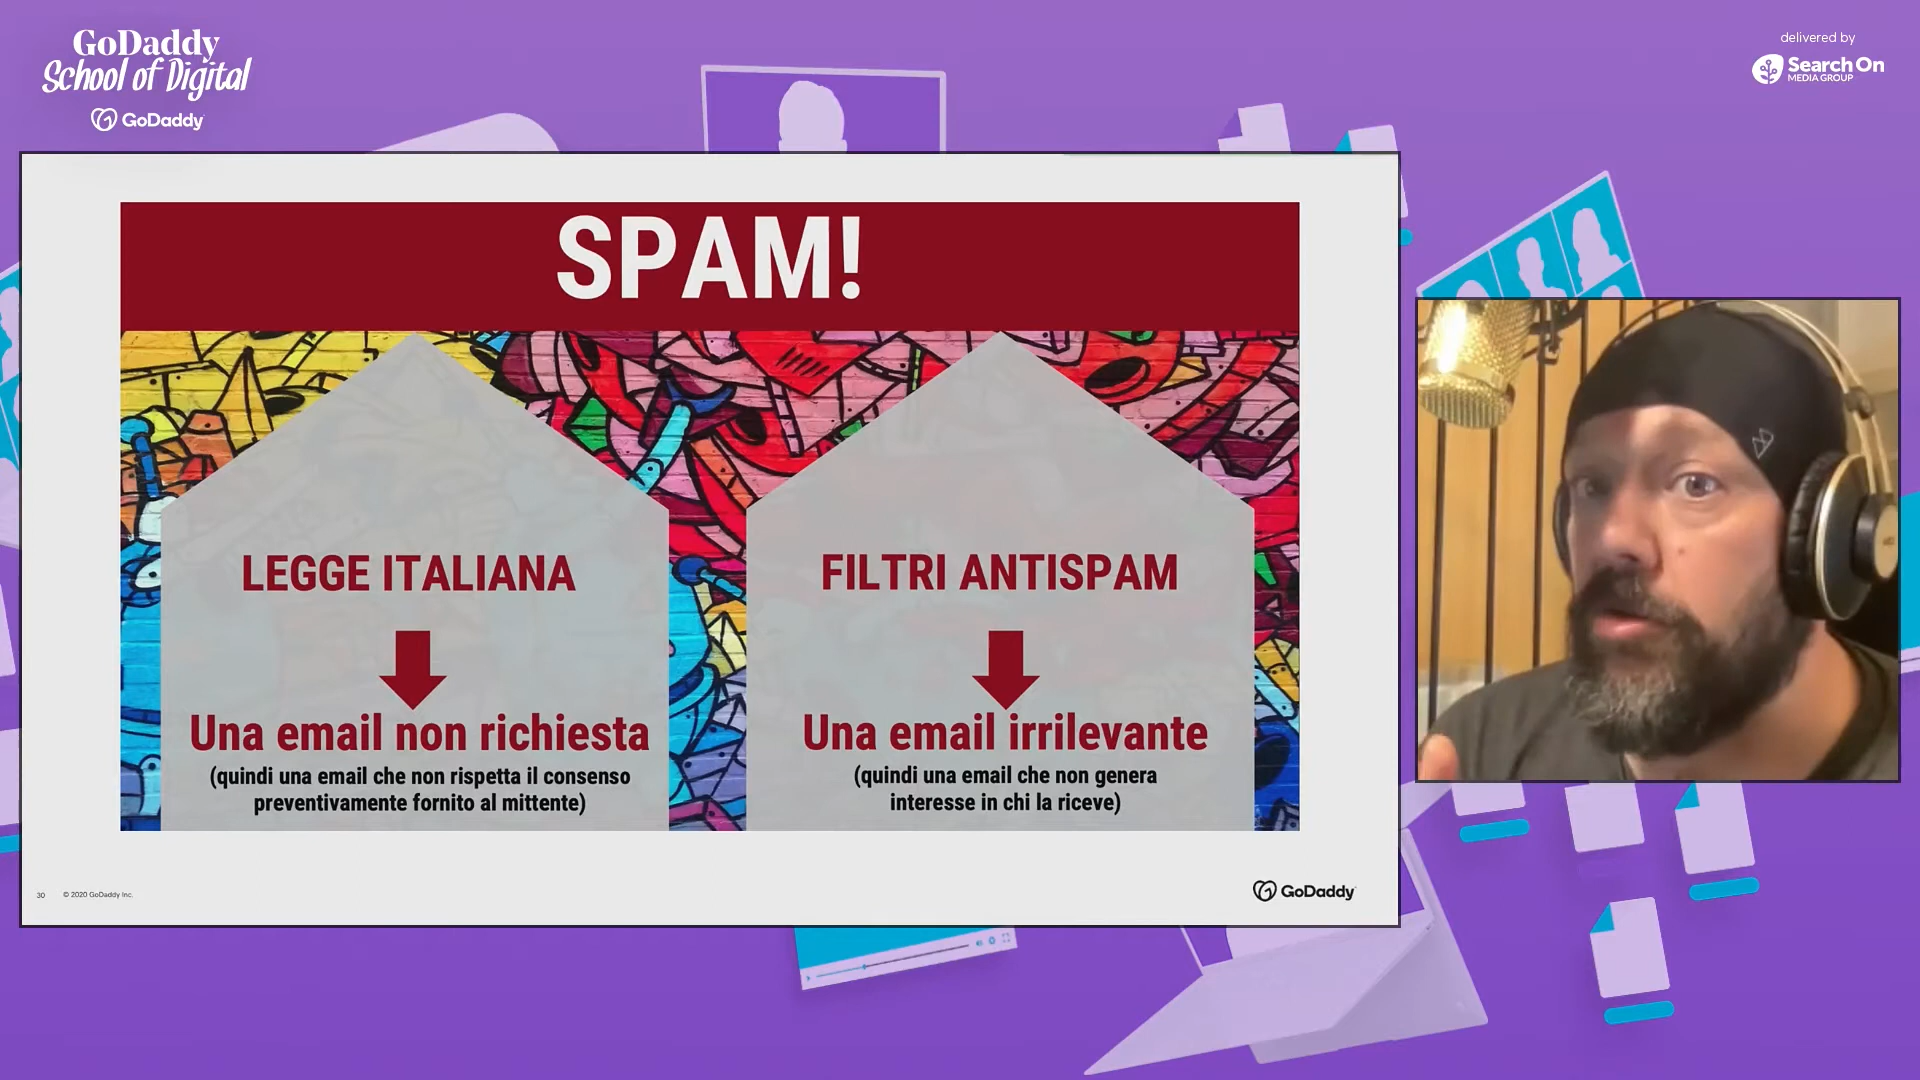 GoDaddy
School of Digital
GoDaddy
delivered by
Search On
MEDIA GROUP
SPAM!
LEGGE ITALIANA
Una email non richiesta
(quindi una email che non rispetta il consenso
preventivamente fornito al mittente)
FILTRI ANTISPAM
Una email irrilevante
(quindi una email che non genera
interesse in chi la riceve)
30
© 2020 GoDaddy Inc.
GoDaddy